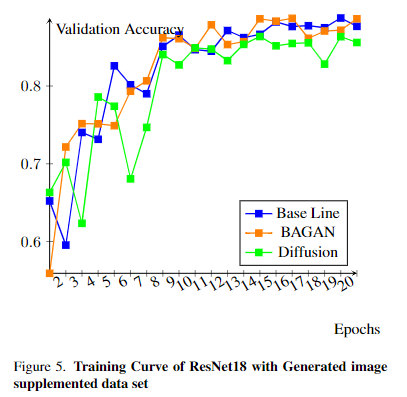 Validation Accuracy
0.8
0.7
0.6
Base Line
BAGAN
Diffusion
2 3 4 5 6 7 8 9 10 11 12 13 14 15 16 17 18 19 20
Epochs
Figure 5. Training Curve of ResNet18 with Generated image
supplemented data set